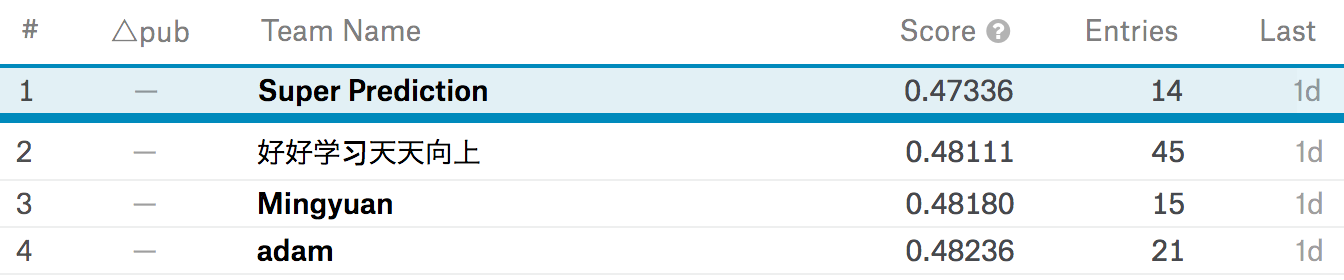 # △pub Team Name Score ? Entries Last
1 — Super Prediction 0.47336 14 1d
2 — 好好学习天天向上 0.48111 45 1d
3 — Mingyuan 0.48180 15 1d
4 — adam 0.48236 21 1d